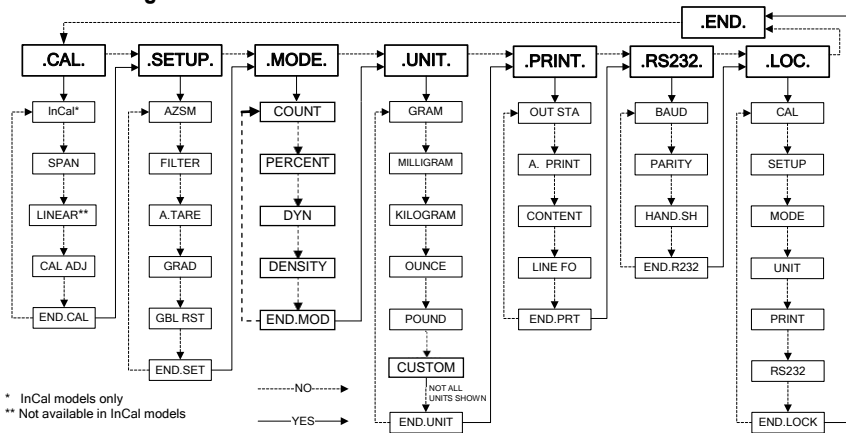 .END.
.CAL.
.SETUP.
.MODE.
.UNIT.
.PRINT.
.RS232.
.LOC.
InCal*
SPAN
LINEAR**
CAL ADJ
END.CAL
AZSM
FILTER
A.TARE
GRAD
GBL RST
END.SET
COUNT
PERCENT
DYN
DENSITY
END.MOD
GRAM
MILLIGRAM
KILOGRAM
OUNCE
POUND
CUSTOM
NOT ALL
UNITS SHOWN
END.UNIT
OUT STA
A. PRINT
CONTENT
LINE FO
END.PRT
BAUD
PARITY
HAND.SH
END.R232
CAL
SETUP
MODE
UNIT
PRINT
RS232
END.LOCK
NO
YES
* InCal models only
** Not available in InCal models